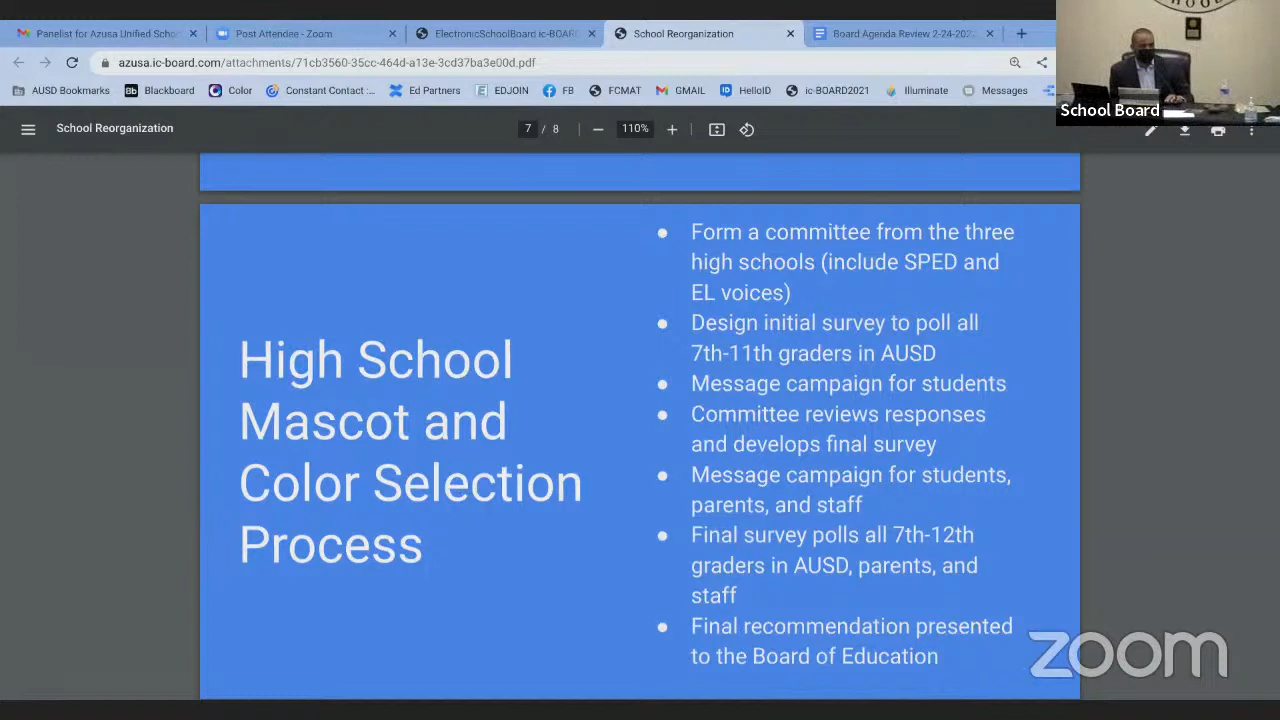 Panelist for Azusa Unified Schoo
Post Attendee - Zoom
ElectronicSchoolBoard ic-BOARD
School Reorganization
Board Agenda Review 2-24-202
azusa.ic-board.com/attachments/71cb3560-35cc-464d-a13e-3cd37ba5e00d.pdf
AUSD Bookmarks
Bb Blackboard
Color
Constant Contact :...
Ed Partners
EDJOIN
FB
FCMAT
GMAIL
ID HelloID
ic-BOARD2021
Illuminate
Messages
School Board
School Reorganization
7 / 8
110%
High School
Mascot and
Color Selection
Process
● Form a committee from the three
high schools (include SPED and
EL voices)
● Design initial survey to poll all
7th-11th graders in AUSD
● Message campaign for students
● Committee reviews responses
and develops final survey
● Message campaign for students,
parents, and staff
● Final survey polls all 7th-12th
graders in AUSD, parents, and
staff
● Final recommendation presented
to the Board of Education
zoom